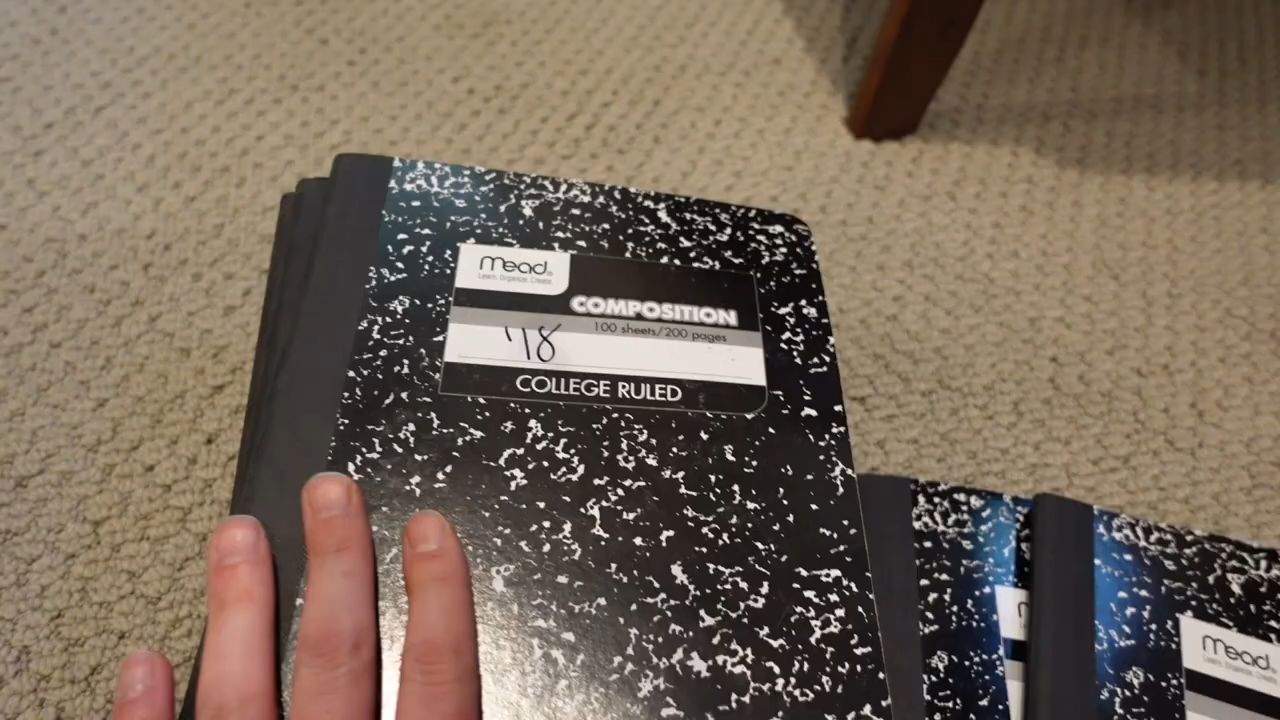 Mead
Learn. Organize. Create.
COMPOSITION
100 sheets/200 pages
'18
COLLEGE RULED
Mead
Learn. Organize. Create.